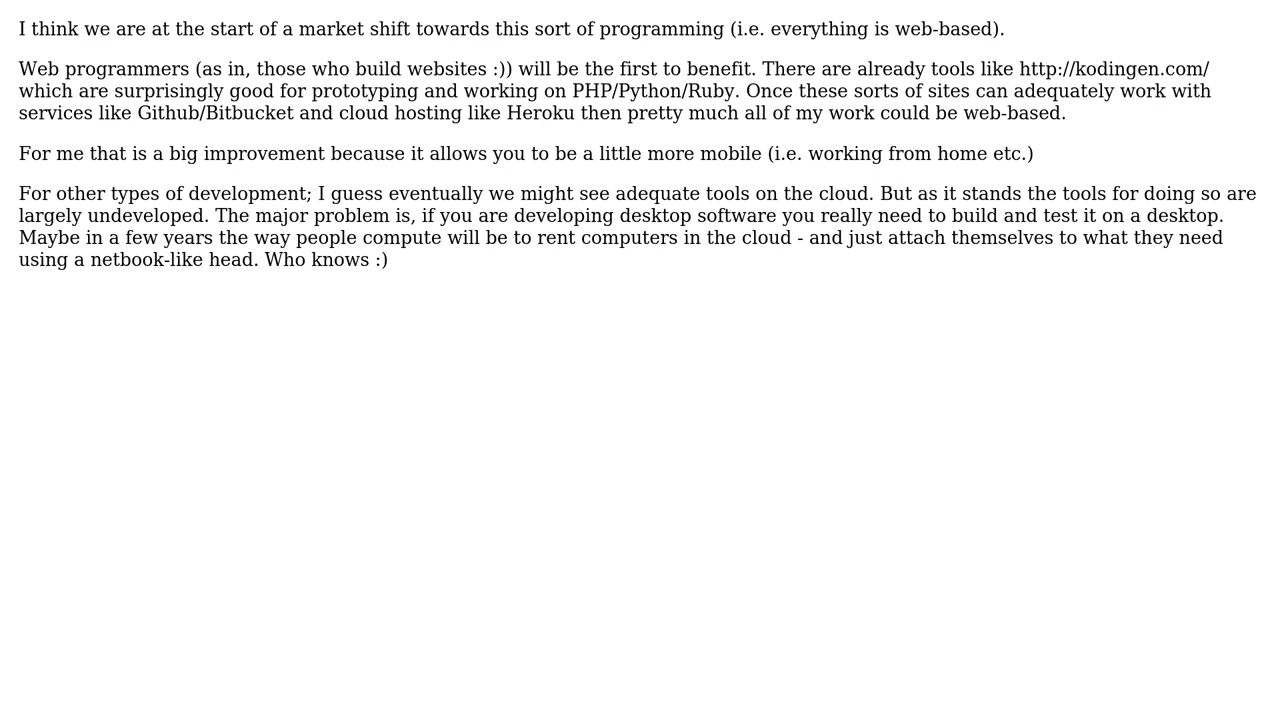 I think we are at the start of a market shift towards this sort of programming (i.e. everything is web-based).
Web programmers (as in, those who build websites :)) will be the first to benefit. There are already tools like http://kodingen.com/
which are surprisingly good for prototyping and working on PHP/Python/Ruby. Once these sorts of sites can adequately work with
services like Github/Bitbucket and cloud hosting like Heroku then pretty much all of my work could be web-based.
For me that is a big improvement because it allows you to be a little more mobile (i.e. working from home etc.)
For other types of development; I guess eventually we might see adequate tools on the cloud. But as it stands the tools for doing so are
largely undeveloped. The major problem is, if you are developing desktop software you really need to build and test it on a desktop.
Maybe in a few years the way people compute will be to rent computers in the cloud - and just attach themselves to what they need
using a netbook-like head. Who knows :)